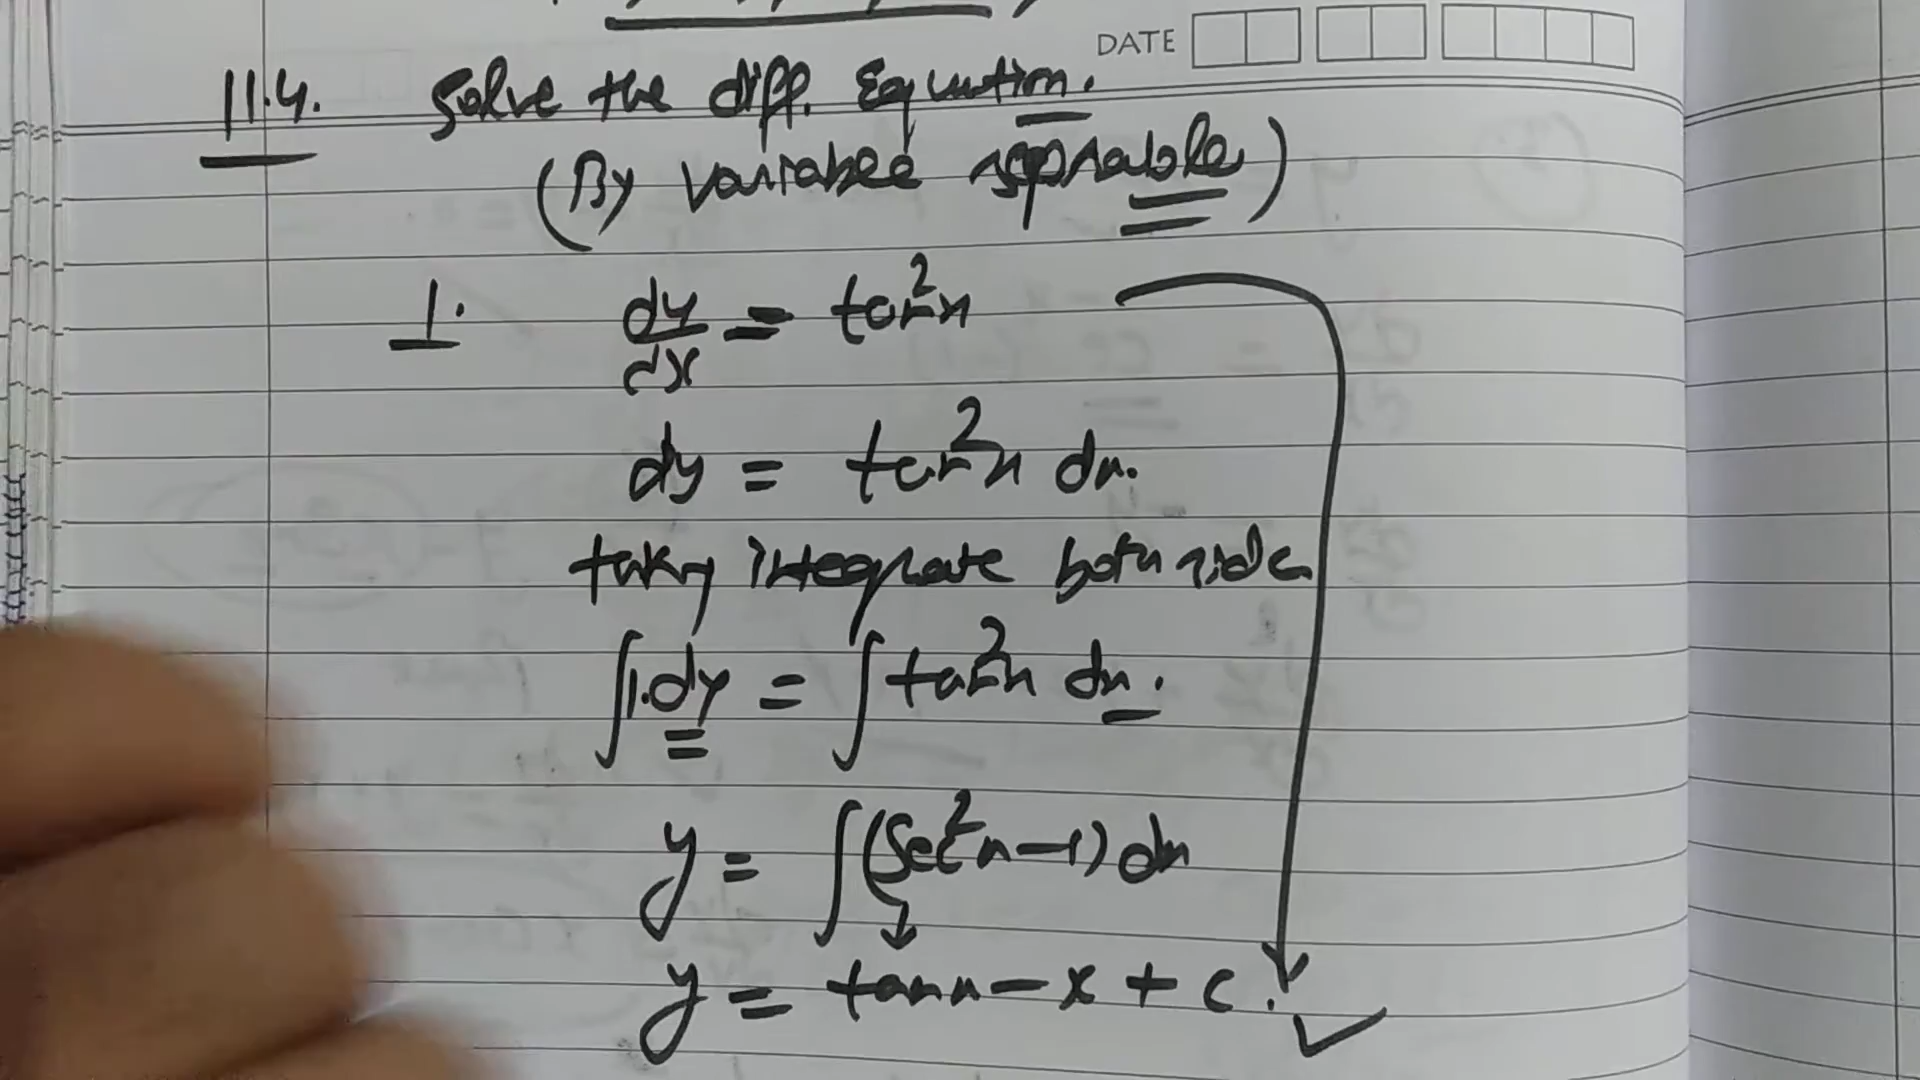 DATE
11.4. Solve the diff. Equation.
(By variable separable)
1. dy/dx = tan²x
dy = tan²x dx.
taking integrate both side
∫1.dy = ∫tan²x dx.
y = ∫(Sec²x-1) dx
y = tanx - x + c.